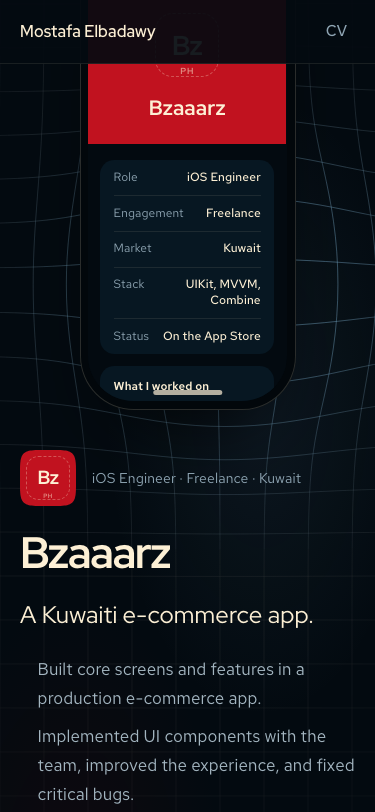 Mostafa Elbadawy
CV
Bz
PH
Bzaaarz
Role
iOS Engineer
Engagement
Freelance
Market
Kuwait
Stack
UIKit, MVVM,
Combine
Status
On the App Store
What I worked on
Bz
PH
iOS Engineer · Freelance · Kuwait
Bzaaarz
A Kuwaiti e-commerce app.
Built core screens and features in a
production e-commerce app.
Implemented UI components with the
team, improved the experience, and fixed
critical bugs.